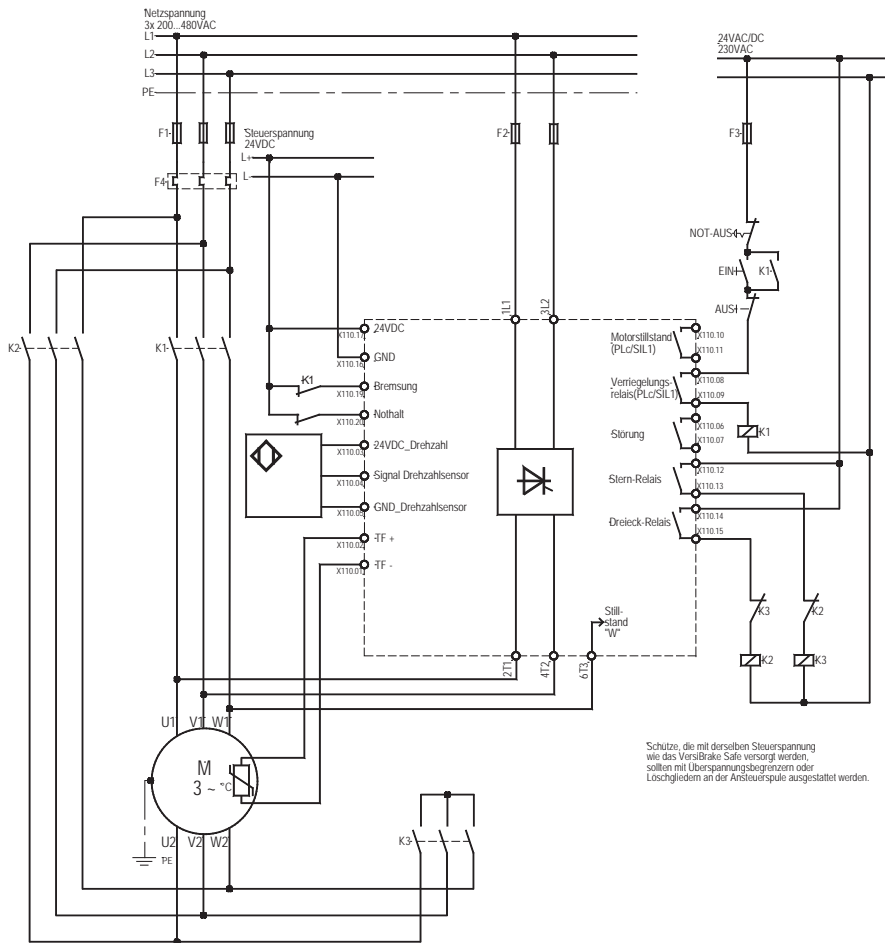 Netzspannung
3x 200...480VAC
L1
L2
L3
PE
24VAC/DC
230VAC
F1
Steuerspannung
24VDC
L+
L-
F2
F3
F4
NOT-AUS
EIN
K1
AUS
K2
K1
1L1
3L2
X110.17
24VDC
X110.16
GND
K1
X110.19
Bremsung
X110.20
Nothalt
X110.03
24VDC_Drehzahl
X110.04
Signal Drehzahlsensor
X110.05
GND_Drehzahlsensor
X110.02
TF +
X110.01
TF -
Motorstillstand
(PLc/SIL1)
X110.10
X110.11
Verriegelungs-
relais(PLc/SIL1)
X110.08
X110.09
Störung
X110.06
X110.07
K1
Stern-Relais
X110.12
X110.13
Dreieck-Relais
X110.14
X110.15
Still-
stand
"W"
2T1
4T2
6T3
K3
K2
K2
K3
U1
V1
W1
M
3 ~
°C
U2
V2
W2
PE
K3
Schütze, die mit derselben Steuerspannung
wie das VersiBrake Safe versorgt werden,
sollten mit Überspannungsbegrenzern oder
Löschgliedern an der Ansteuerspule ausgestattet werden.